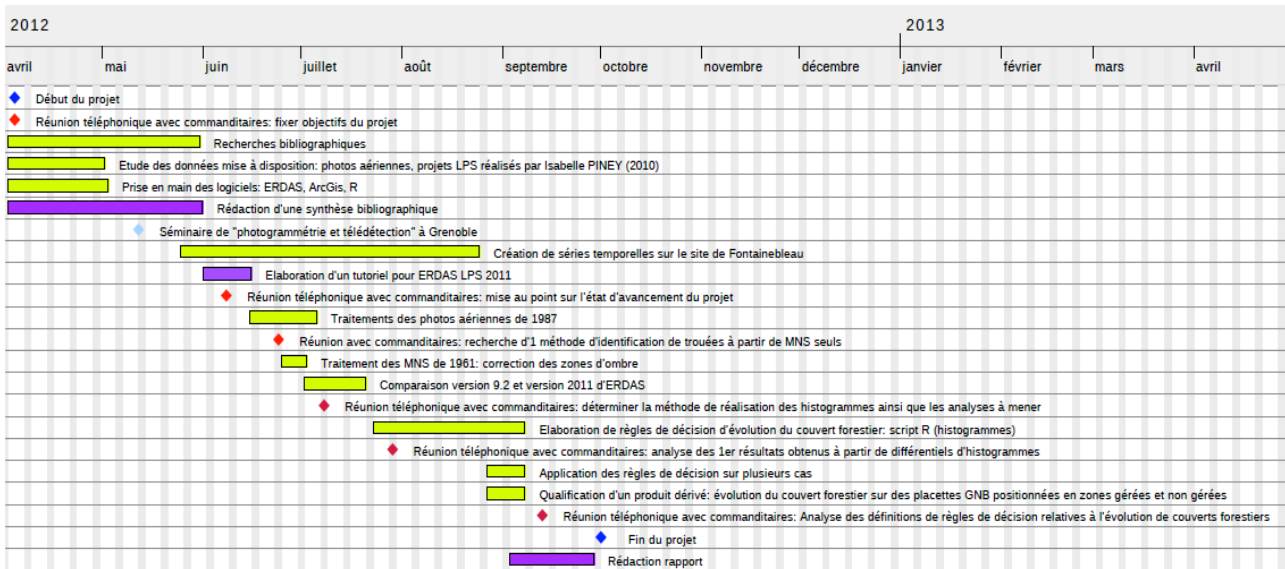 2012 2013
avril mai juin juillet août septembre octobre novembre décembre janvier février mars avril
Début du projet
Réunion téléphonique avec commanditaires: fixer objectifs du projet
Recherches bibliographiques
Etude des données mise à disposition: photos aériennes, projets LPS réalisés par Isabelle PINEY (2010)
Prise en main des logiciels: ERDAS, ArcGis, R
Rédaction d'une synthèse bibliographique
Séminaire de "photogrammétrie et télédétection" à Grenoble
Création de séries temporelles sur le site de Fontainebleau
Elaboration d'un tutoriel pour ERDAS LPS 2011
Réunion téléphonique avec commanditaires: mise au point sur l'état d'avancement du projet
Traitements des photos aériennes de 1987
Réunion avec commanditaires: recherche d'1 méthode d'identification de trouées à partir de MNS seuls
Traitement des MNS de 1961: correction des zones d'ombre
Comparaison version 9.2 et version 2011 d'ERDAS
Réunion téléphonique avec commanditaires: déterminer la méthode de réalisation des histogrammes ainsi que les analyses à mener
Elaboration de règles de décision d'évolution du couvert forestier: script R (histogrammes)
Réunion téléphonique avec commanditaires: analyse des 1er résultats obtenus à partir de différentiels d'histogrammes
Application des règles de décision sur plusieurs cas
Qualification d'un produit dérivé: évolution du couvert forestier sur des placettes GNB positionnées en zones gérées et non gérées
Réunion téléphonique avec commanditaires: Analyse des définitions de règles de décision relatives à l'évolution de couverts forestiers
Fin du projet
Rédaction rapport